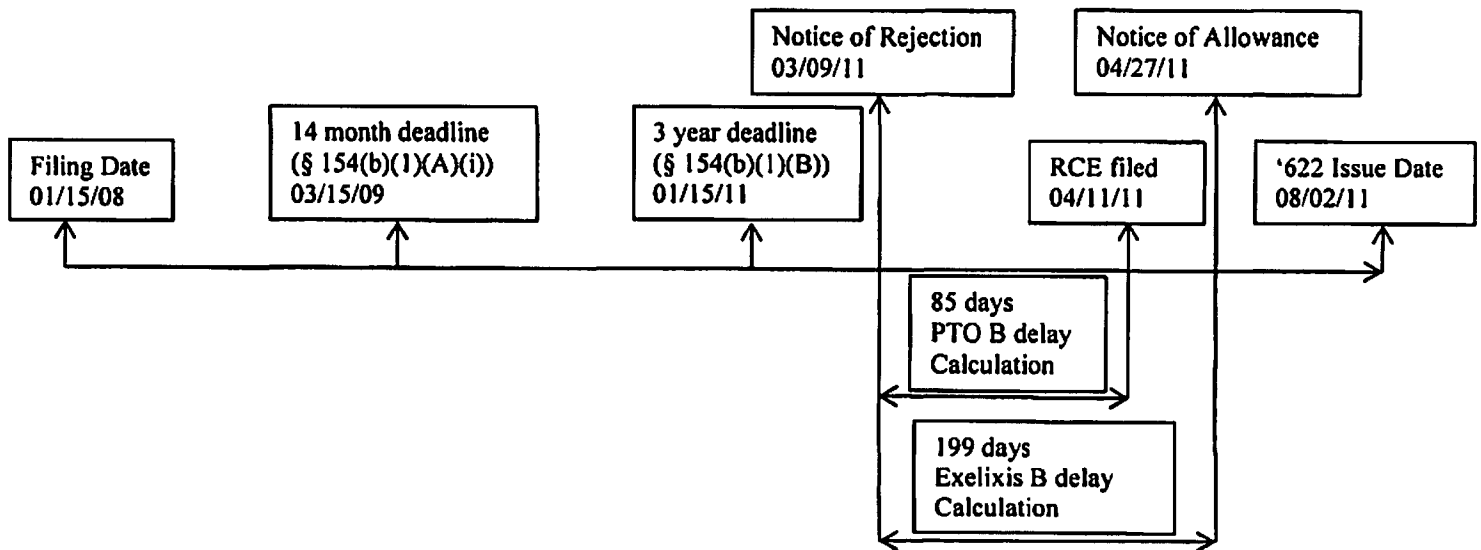 Notice of Rejection
03/09/11
Notice of Allowance
04/27/11
Filing Date
01/15/08
14 month deadline
(§ 154(b)(1)(A)(i))
03/15/09
3 year deadline
(§ 154(b)(1)(B))
01/15/11
RCE filed
04/11/11
‘622 Issue Date
08/02/11
85 days
PTO B delay
Calculation
199 days
Exelixis B delay
Calculation